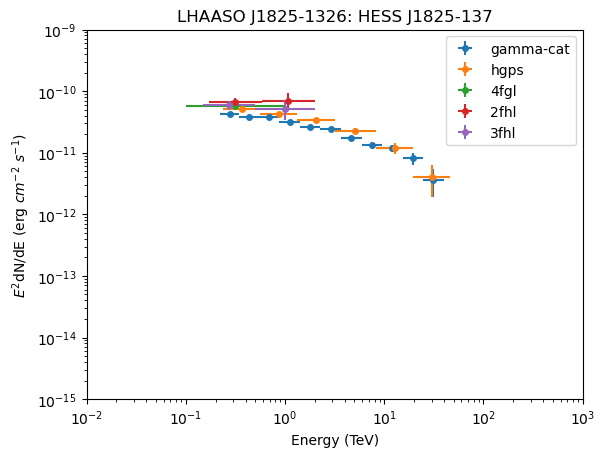 LHAASO J1825-1326: HESS J1825-137
gamma-cat
hgps
4fgl
2fhl
3fhl
E²dN/dE (erg cm⁻² s⁻¹)
10⁻⁹
10⁻¹⁰
10⁻¹¹
10⁻¹²
10⁻¹³
10⁻¹⁴
10⁻¹⁵
10⁻² 10⁻¹ 10⁰ 10¹ 10² 10³
Energy (TeV)